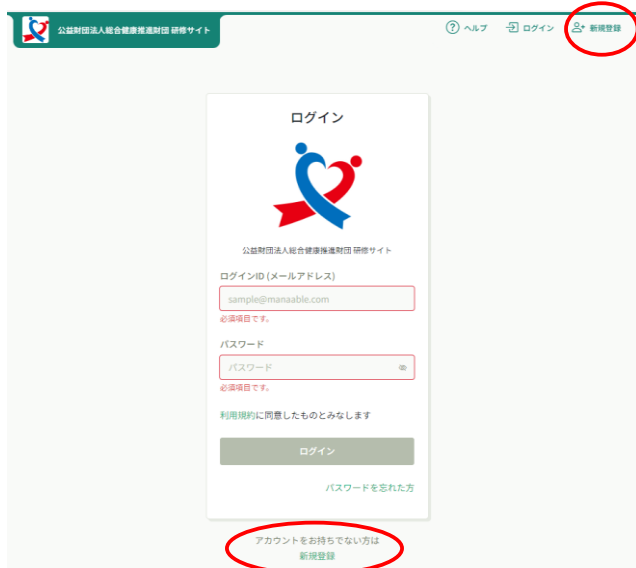 公益財団法人総合健康推進財団 研修サイト
ヘルプ
ログイン
新規登録
ログイン
公益財団法人総合健康推進財団 研修サイト
ログインID (メールアドレス)
sample@manaable.com
必須項目です。
パスワード
パスワード
必須項目です。
利用規約に同意したものとみなします
ログイン
パスワードを忘れた方
アカウントをお持ちでない方は
新規登録